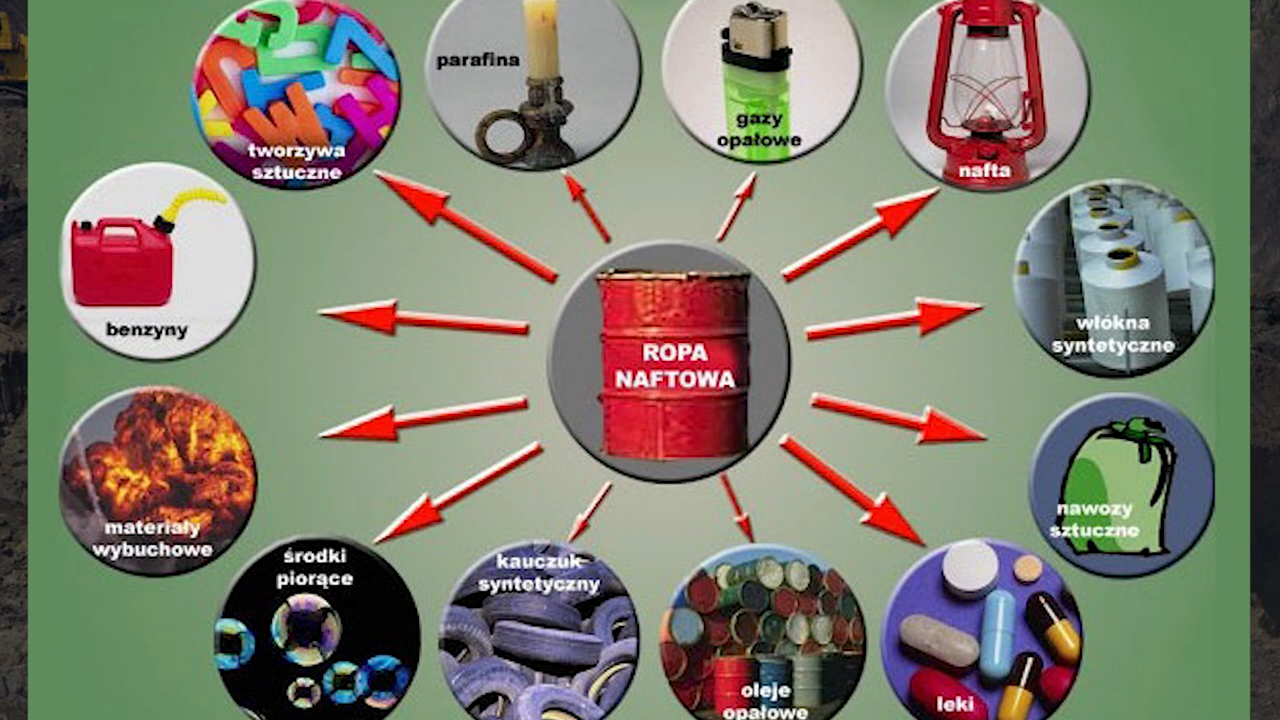 parafina
gazy
opałowe
tworzywa
sztuczne
nafta
benzyny
włókna
syntetyczne
ROPA
NAFTOWA
materiały
wybuchowe
nawozy
sztuczne
środki
piorące
kauczuk
syntetyczny
oleje
opałowe
leki